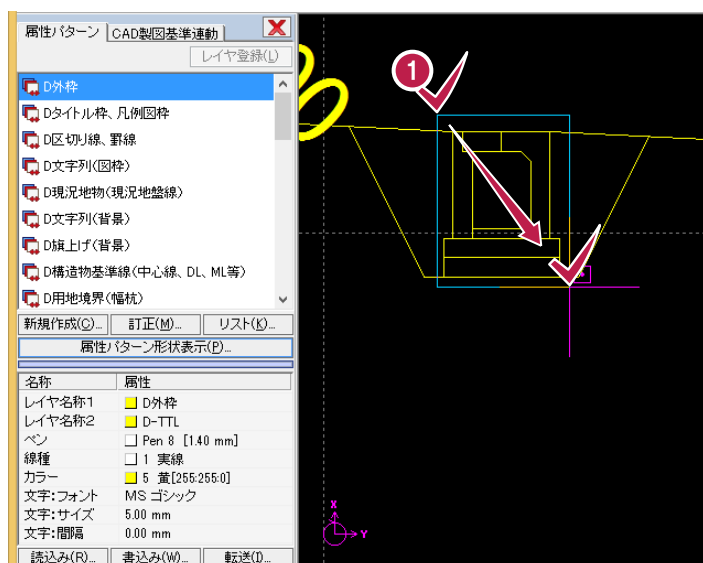 属性パターン CAD製図基準連動
レイヤ登録(L)
D外枠
Dタイトル枠、凡例図枠
D区切り線、罫線
D文字列(図枠)
D現況地物(現況地盤線)
D文字列(背景)
D旗上げ(背景)
D構造物基準線(中心線、DL、ML等)
D用地境界(幅杭)
新規作成(C)... 訂正(M)... リスト(K)...
属性パターン形状表示(P)...
名称 属性
レイヤ名称1 D外枠
レイヤ名称2 D-TTL
ペン Pen 8 [1.40 mm]
線種 1 実線
カラー 5 黄[255:255:0]
文字:フォント MS ゴシック
文字:サイズ 5.00 mm
文字:間隔 0.00 mm
読込み(R)... 書込み(W)... 転送(I)...
1
X
Y